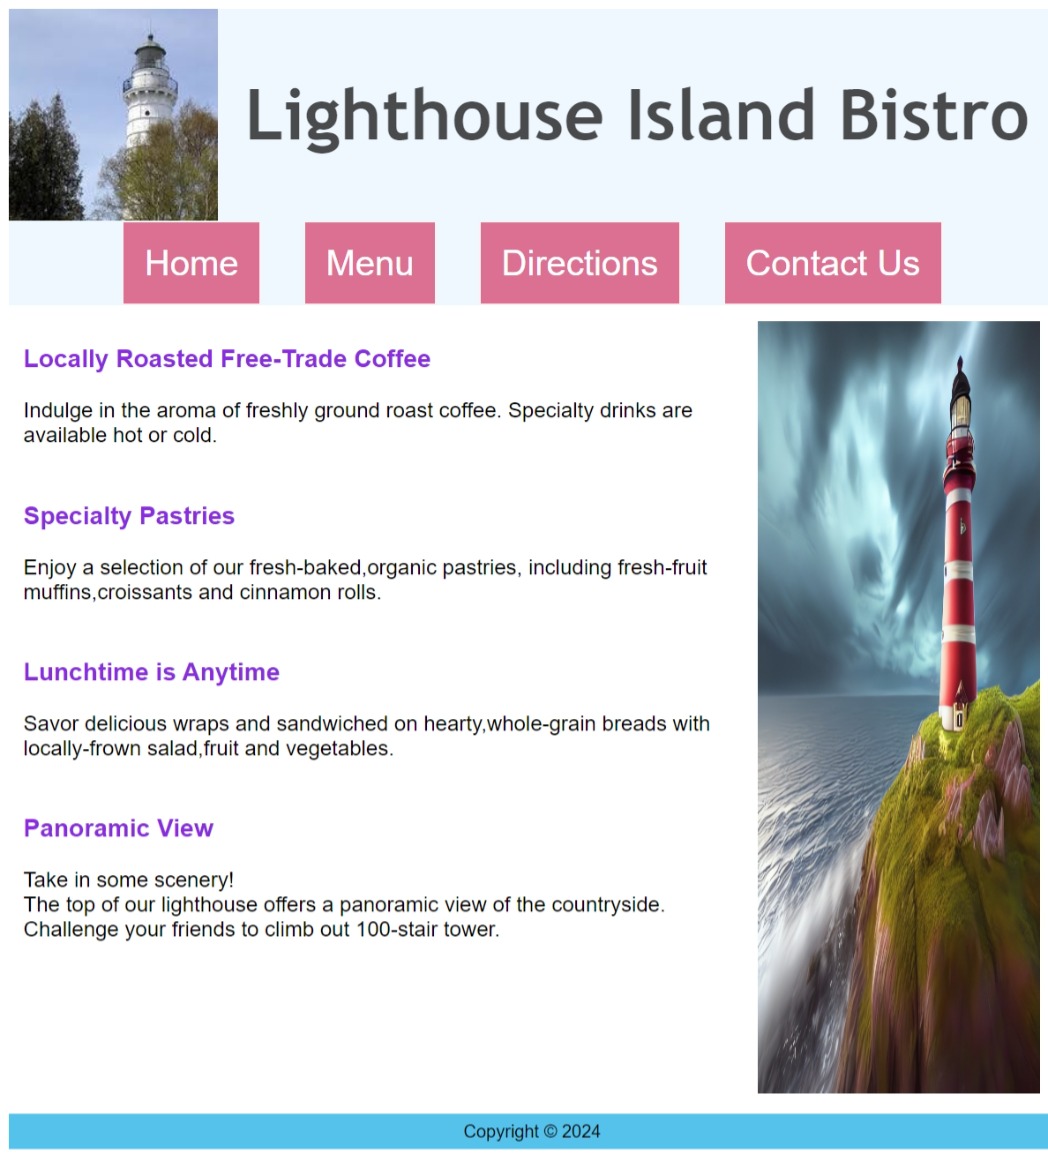 Lighthouse Island Bistro
Home Menu Directions Contact Us
Locally Roasted Free-Trade Coffee
Indulge in the aroma of freshly ground roast coffee. Specialty drinks are
available hot or cold.
Specialty Pastries
Enjoy a selection of our fresh-baked,organic pastries, including fresh-fruit
muffins,croissants and cinnamon rolls.
Lunchtime is Anytime
Savor delicious wraps and sandwiched on hearty,whole-grain breads with
locally-frown salad,fruit and vegetables.
Panoramic View
Take in some scenery!
The top of our lighthouse offers a panoramic view of the countryside.
Challenge your friends to climb out 100-stair tower.
Copyright © 2024